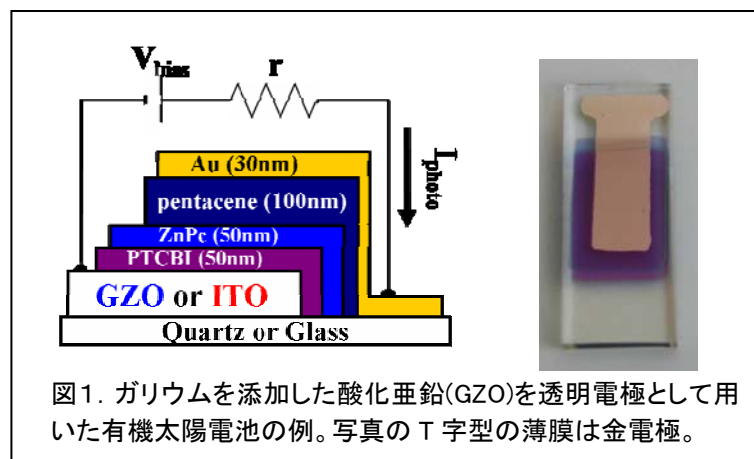 V bias
r
I photo
Au (30nm)
pentacene (100nm)
ZnPc (50nm)
PTCBI (50nm)
GZO or ITO
Quartz or Glass
図1. ガリウムを添加した酸化亜鉛(GZO)を透明電極として用
いた有機太陽電池の例。写真の T 字型の薄膜は金電極。